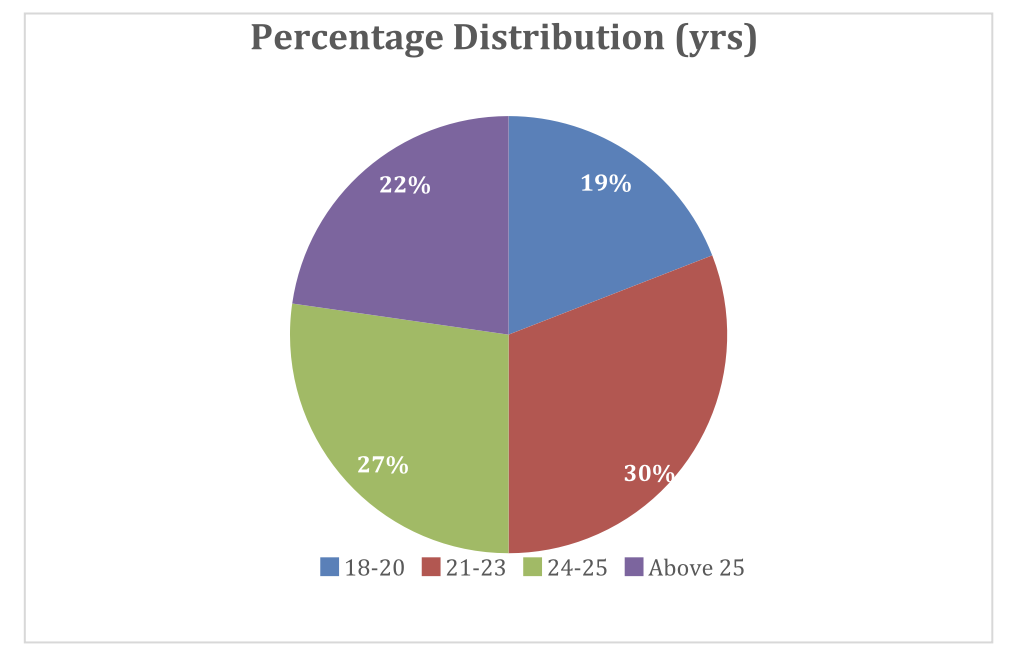 Percentage Distribution (yrs)
22%
19%
27%
30%
18-20 21-23 24-25 Above 25